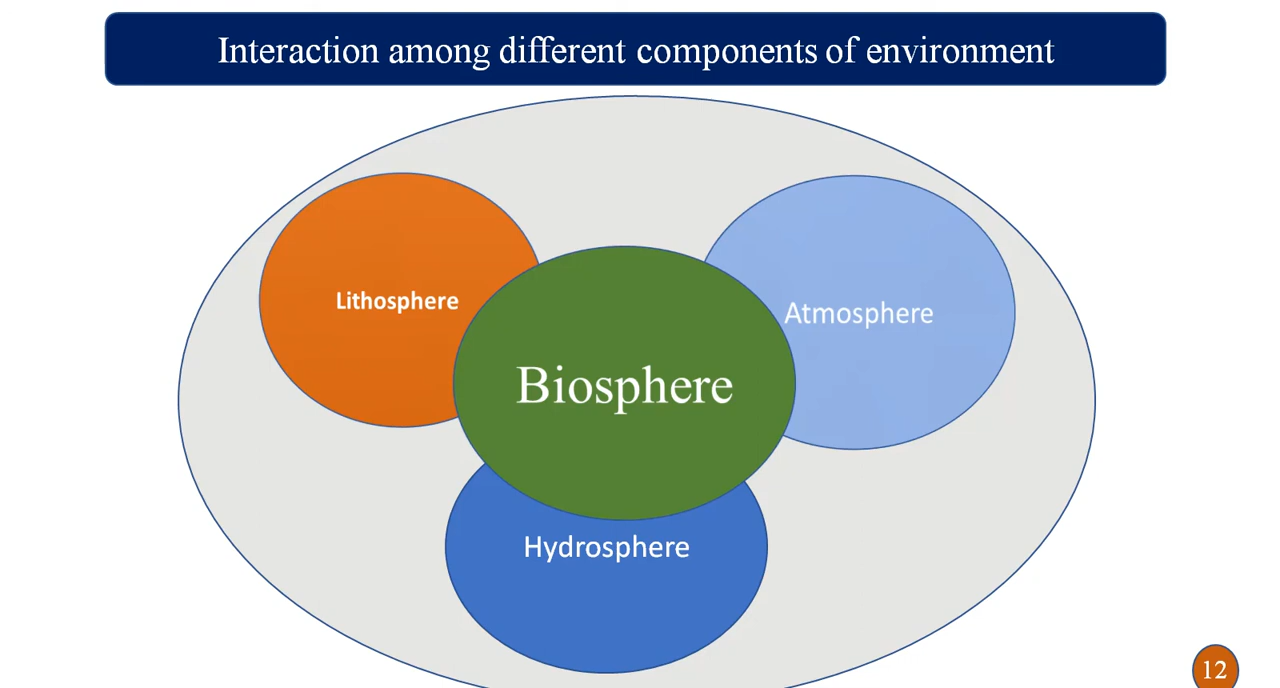 Interaction among different components of environment
Lithosphere
Atmosphere
Biosphere
Hydrosphere
12